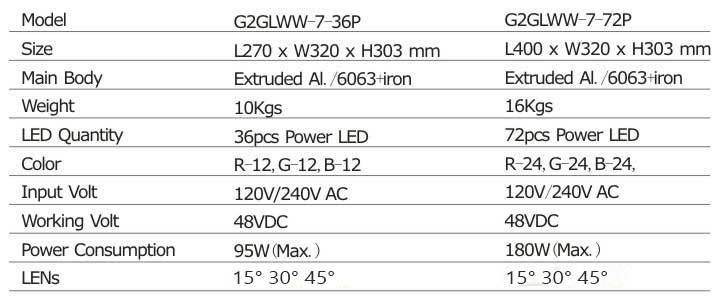 Model G2GLWW-7-36P G2GLWW-7-72P
Size L270 x W320 x H303 mm L400 x W320 x H303 mm
Main Body Extruded Al./6063+iron Extruded Al./6063+iron
Weight 10Kgs 16Kgs
LED Quantity 36pcs Power LED 72pcs Power LED
Color R-12, G-12, B-12 R-24, G-24, B-24,
Input Volt 120V/240V AC 120V/240V AC
Working Volt 48VDC 48VDC
Power Consumption 95W(Max.) 180W(Max.)
LENs 15° 30° 45° 15° 30° 45°